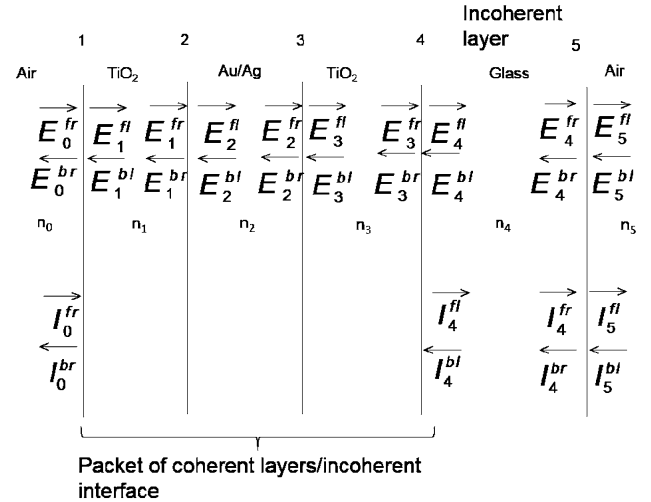 Incoherent
layer
1 2 3 4 5
Air TiO₂ Au/Ag TiO₂ Glass Air
E₀ᶠʳ E₁ᶠˡ E₁ᶠʳ E₂ᶠˡ E₂ᶠʳ E₃ᶠˡ E₃ᶠʳ E₄ᶠˡ E₄ᶠʳ E₅ᶠˡ
E₀ᵇʳ E₁ᵇˡ E₁ᵇʳ E₂ᵇˡ E₂ᵇʳ E₃ᵇˡ E₃ᵇʳ E₄ᵇˡ E₄ᵇʳ E₅ᵇˡ
n₀ n₁ n₂ n₃ n₄ n₅
I₀ᶠʳ I₄ᶠˡ I₄ᶠʳ I₅ᶠˡ
I₀ᵇʳ I₄ᵇˡ I₄ᵇʳ I₅ᵇˡ
Packet of coherent layers/incoherent
interface